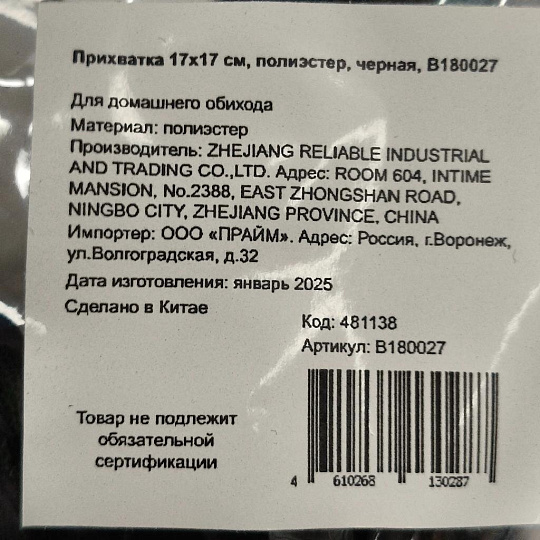 Прихватка 17x17 см, полиэстер, черная, B180027
Для домашнего обихода
Материал: полиэстер
Производитель: ZHEJIANG RELIABLE INDUSTRIAL
AND TRADING CO.,LTD. Адрес: ROOM 604, INTIME
MANSION, No.2388, EAST ZHONGSHAN ROAD,
NINGBO CITY, ZHEJIANG PROVINCE, CHINA
Импортер: ООО «ПРАЙМ». Адрес: Россия, г.Воронеж,
ул.Волгоградская, д.32
Дата изготовления: январь 2025
Сделано в Китае
Код: 481138
Артикул: B180027
Товар не подлежит
обязательной
сертификации
4 610268 130287